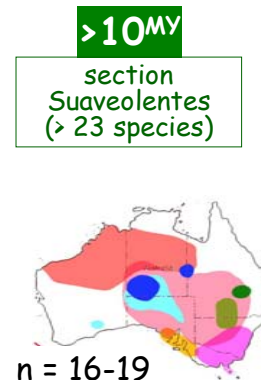 >10MY
section
Suaveolentes
(> 23 species)
n = 16-19